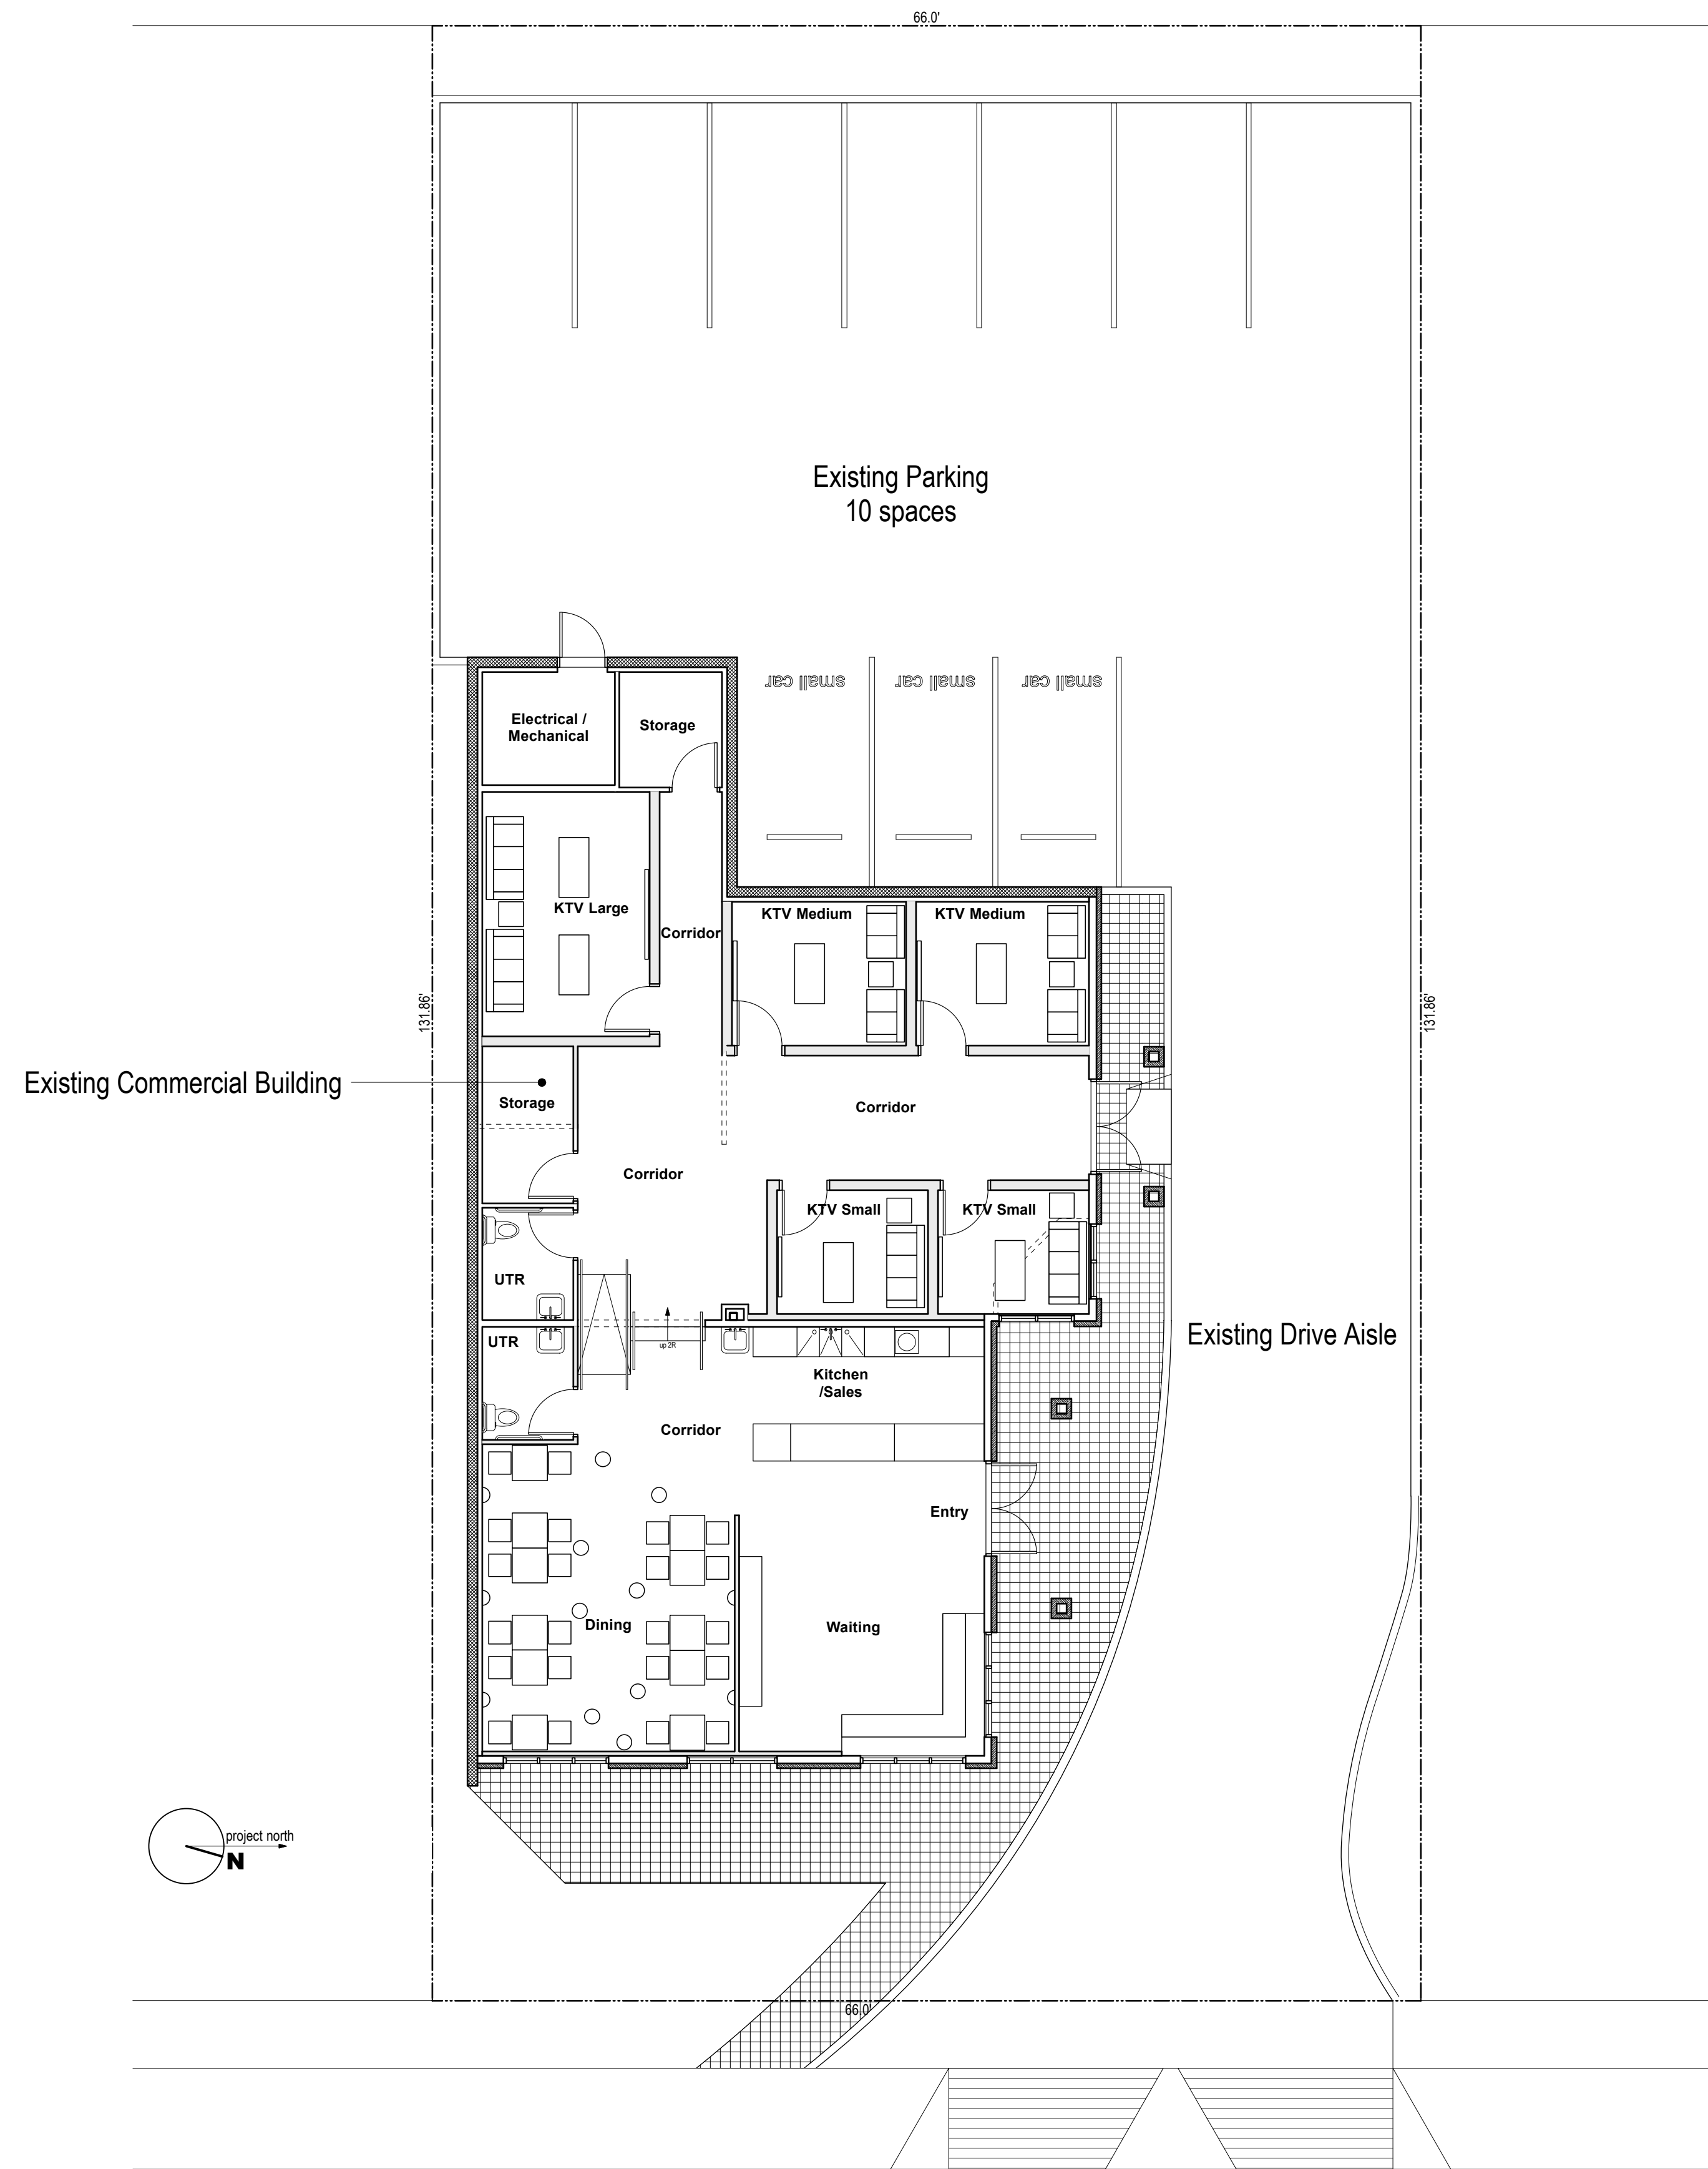 66.0'
Existing Parking
10 spaces
small car
small car
small car
Electrical /
Mechanical
Storage
KTV Large
Corridor
KTV Medium
KTV Medium
131.86'
131.86'
Existing Commercial Building
Storage
Corridor
Corridor
KTV Small
KTV Small
UTR
UTR
up 2R
Existing Drive Aisle
Kitchen
/Sales
Corridor
Entry
Dining
Waiting
project north
N
66.0'